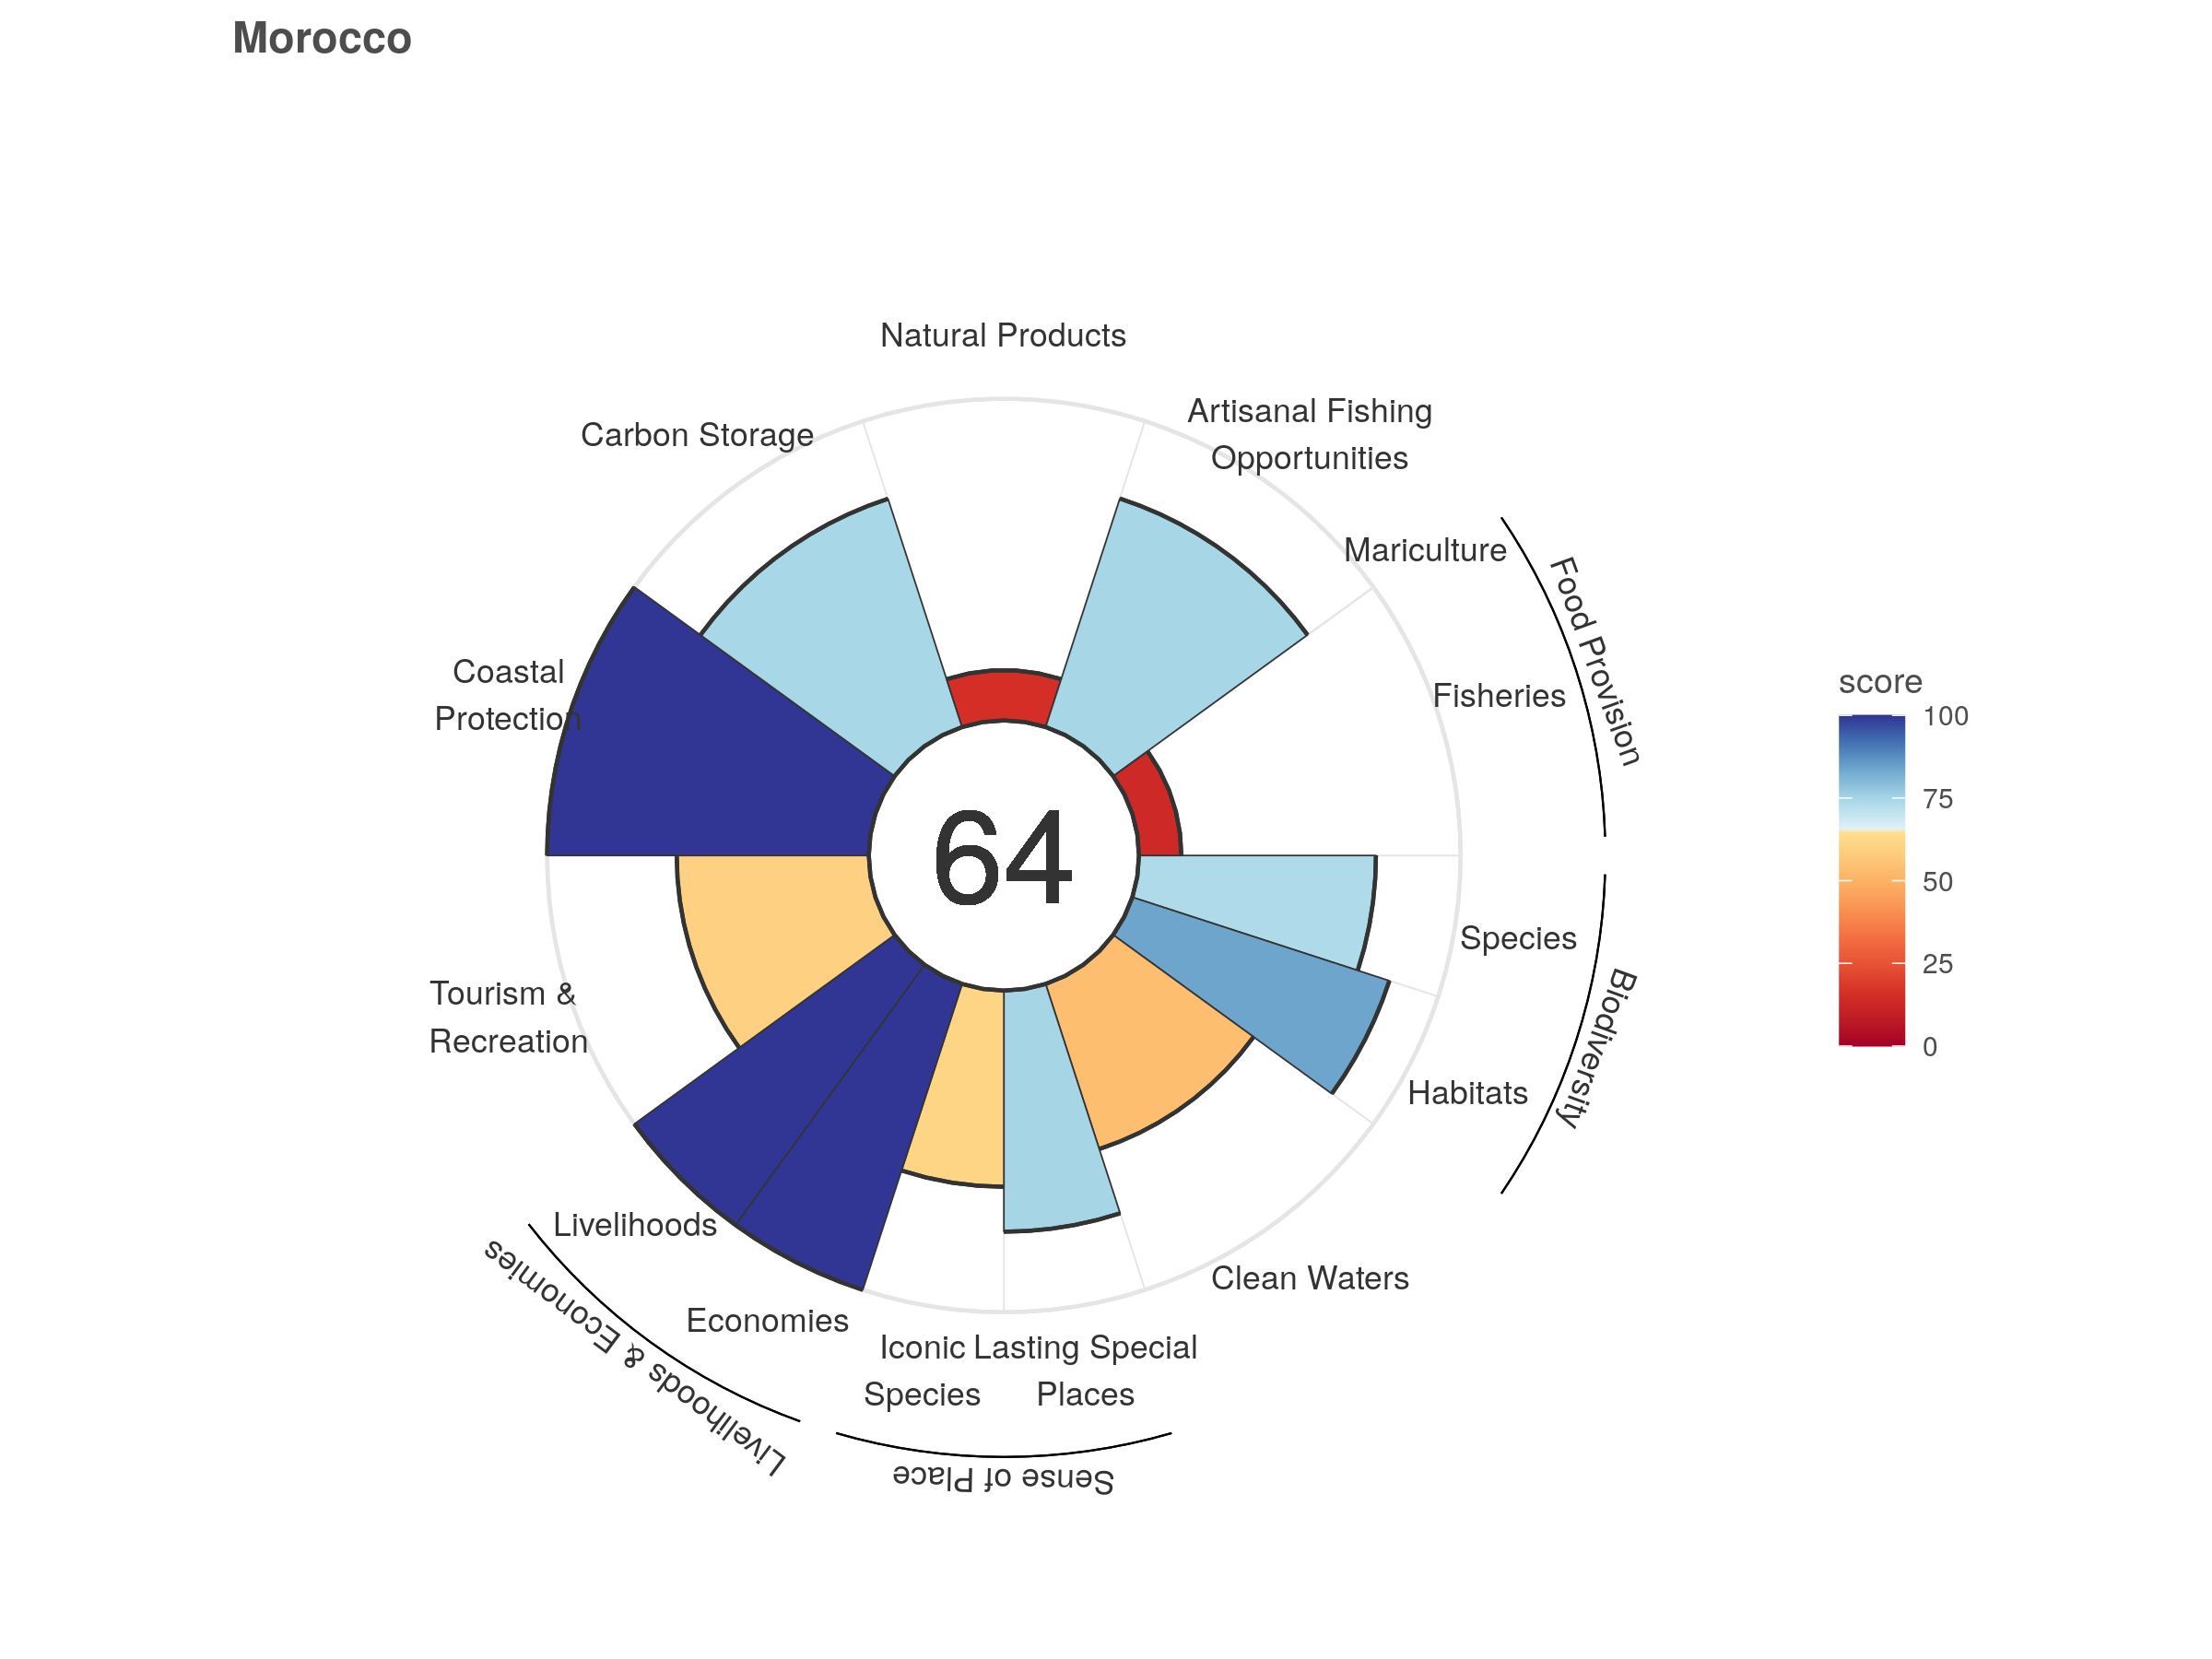 Morocco
Natural Products
Artisanal Fishing
Opportunities
Carbon Storage
Mariculture
Food Provision
Fisheries
Coastal
Protection
64
score
100
75
50
25
0
Species
Biodiversity
Habitats
Tourism &
Recreation
Livelihoods
Livelihoods & Economies
Economies
Clean Waters
Iconic
Species
Lasting Special
Places
Sense of Place